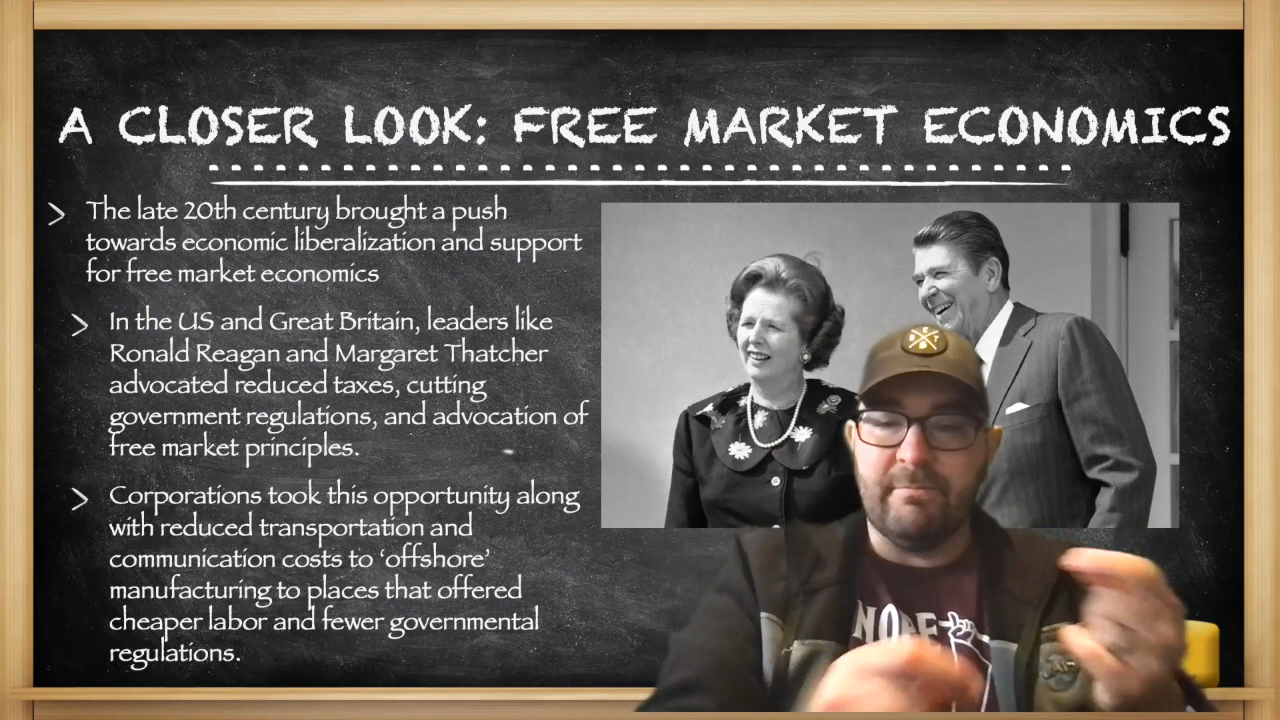 A CLOSER LOOK: FREE MARKET ECONOMICS
The late 20th century brought a push
towards economic liberalization and support
for free market economics
In the US and Great Britain, leaders like
Ronald Reagan and Margaret Thatcher
advocated reduced taxes, cutting
government regulations, and advocation of
free market principles.
Corporations took this opportunity along
with reduced transportation and
communication costs to ‘offshore’
manufacturing to places that offered
cheaper labor and fewer governmental
regulations.